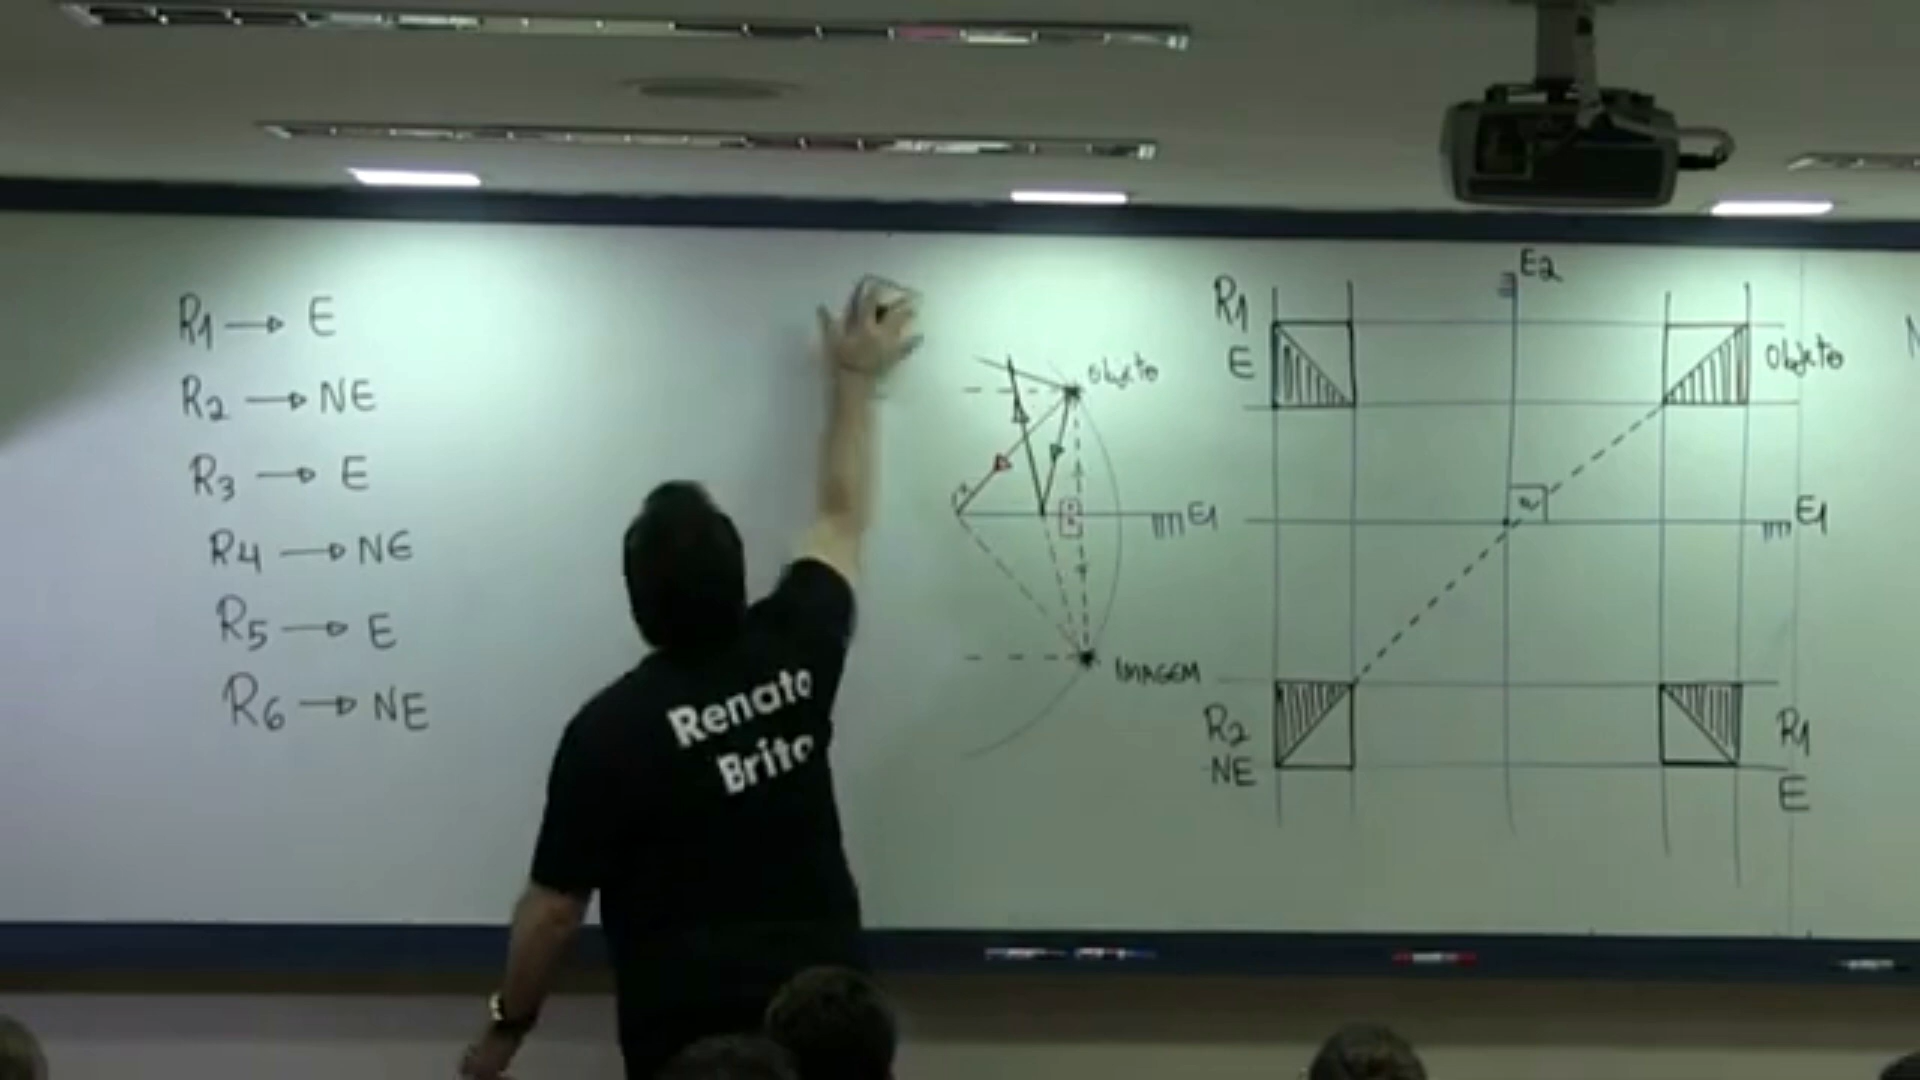 R1 → E
R2 → NE
R3 → E
R4 → NE
R5 → E
R6 → NE
Renato
Brito
Objeto
E1
IMAGEM
E2
R1
E
Objeto
E1
R2
NE
R1
E